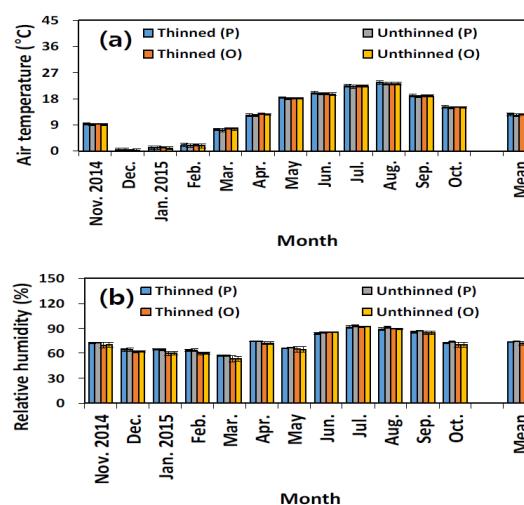 (a)
Thinned (P)
Unthinned (P)
Thinned (O)
Unthinned (O)
Air temperature (°C)
45
36
27
18
9
0
Nov. 2014
Dec.
Jan. 2015
Feb.
Mar.
Apr.
May
Jun.
Jul.
Aug.
Sep.
Oct.
Mean
Month
(b)
Thinned (P)
Unthinned (P)
Thinned (O)
Unthinned (O)
Relative humidity (%)
150
120
90
60
30
0
Nov. 2014
Dec.
Jan. 2015
Feb.
Mar.
Apr.
May
Jun.
Jul.
Aug.
Sep.
Oct.
Mean
Month